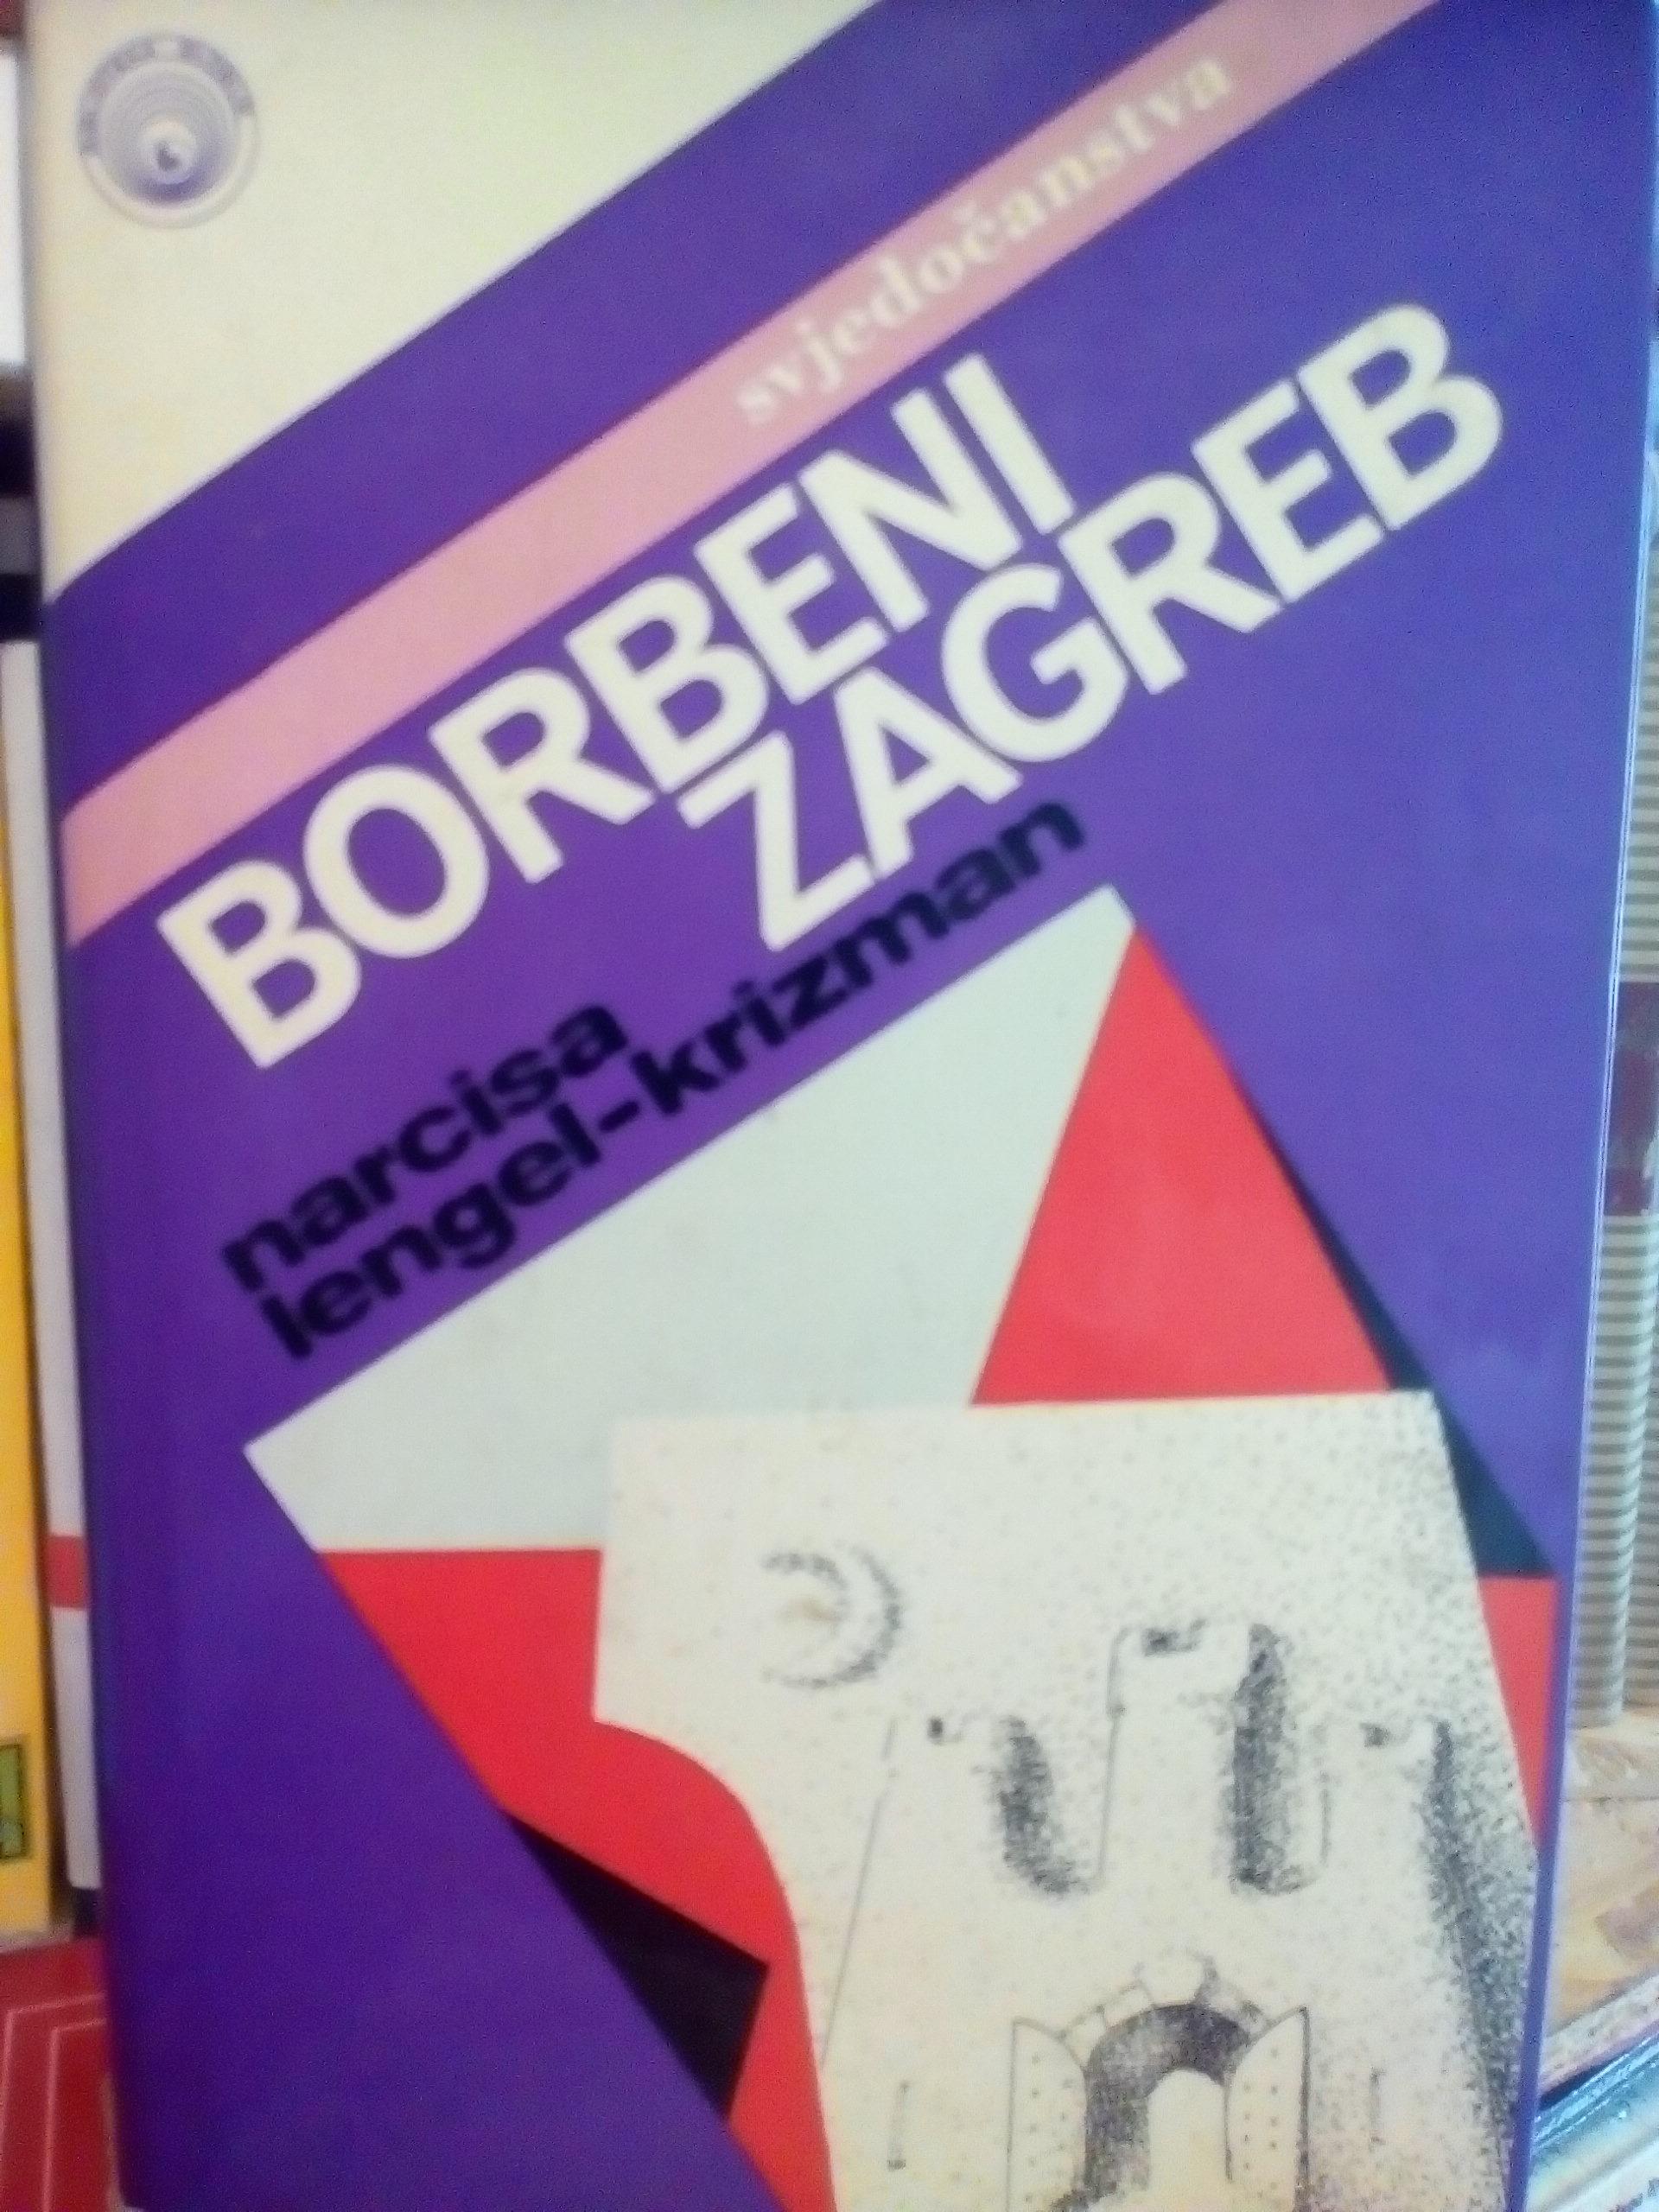 svjedočanstva
BORBENI
ZAGREB
narcisa
lengel-krizman